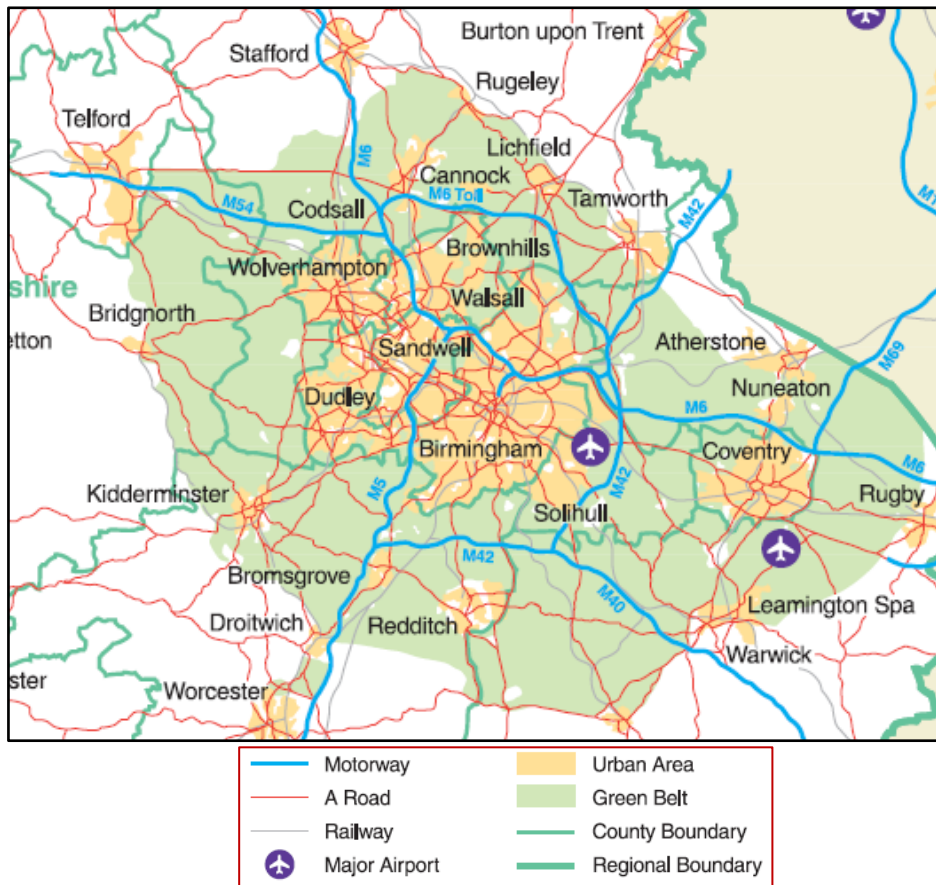 Burton upon Trent
Stafford
Rugeley
Telford
Lichfield
M6
Cannock
M6 Toll
Tamworth
M42
M54
Codsall
M1
Brownhills
Wolverhampton
shire
Walsall
Bridgnorth
etton
Sandwell
Atherstone
M69
Dudley
Nuneaton
M6
Birmingham
Coventry
M6
M5
M42
Kidderminster
Rugby
Solihull
M42
Bromsgrove
M40
Leamington Spa
Droitwich
Redditch
Warwick
ster
Worcester
Motorway
Urban Area
A Road
Green Belt
Railway
County Boundary
Major Airport
Regional Boundary